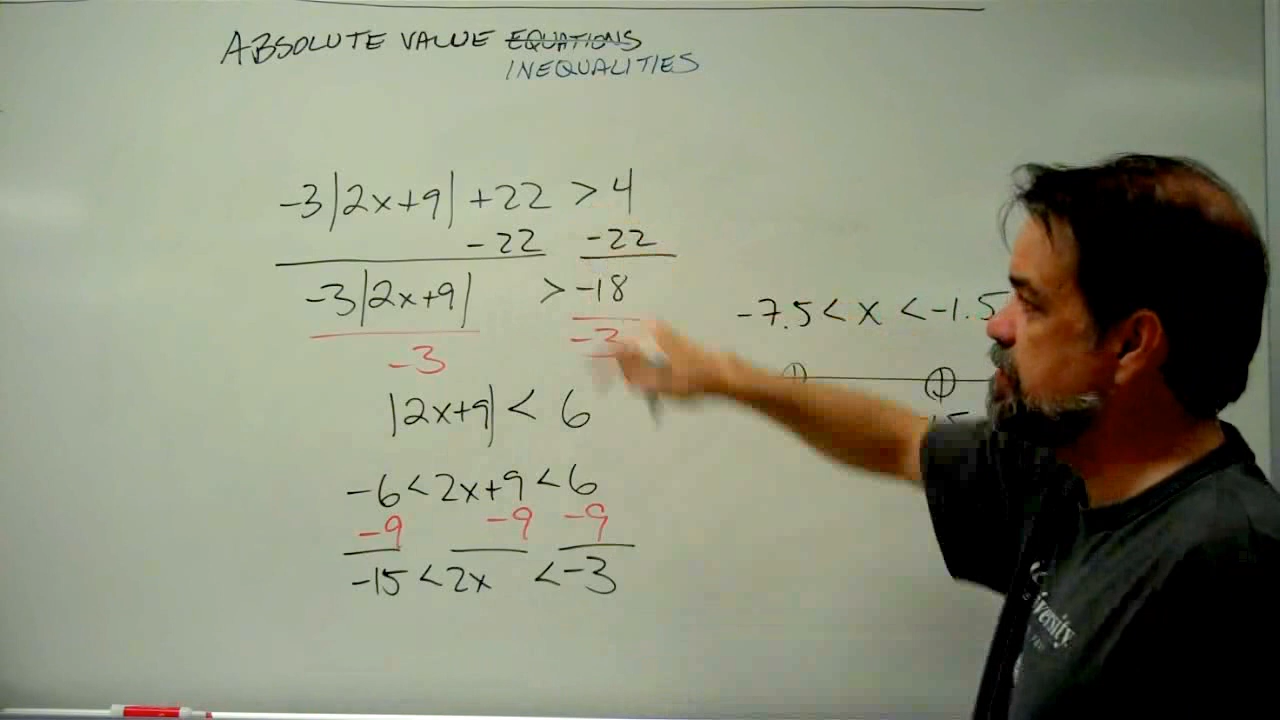 ABSOLUTE VALUE EQUATIONS
INEQUALITIES
-3|2x+9| +22 > 4
-22 -22
-3|2x+9| > -18
-3 -3
|2x+9| < 6
-6 < 2x+9 < 6
-9 -9 -9
-15 < 2x < -3
-7.5 < x < -1.5